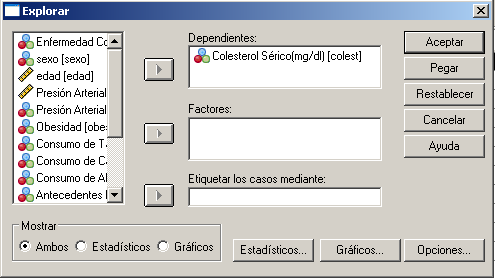 Explorar
Enfermedad Co
sexo [sexo]
edad [edad]
Presión Arterial
Presión Arterial
Obesidad [obe:
Consumo de T
Consumo de C
Consumo de Al
Antecedentes
Dependientes:
Colesterol Sérico(mg/dl) [colest]
Factores:
Etiquetar los casos mediante:
Aceptar
Pegar
Restablecer
Cancelar
Ayuda
Mostrar
Ambos
Estadísticos
Gráficos
Estadísticos...
Gráficos...
Opciones...